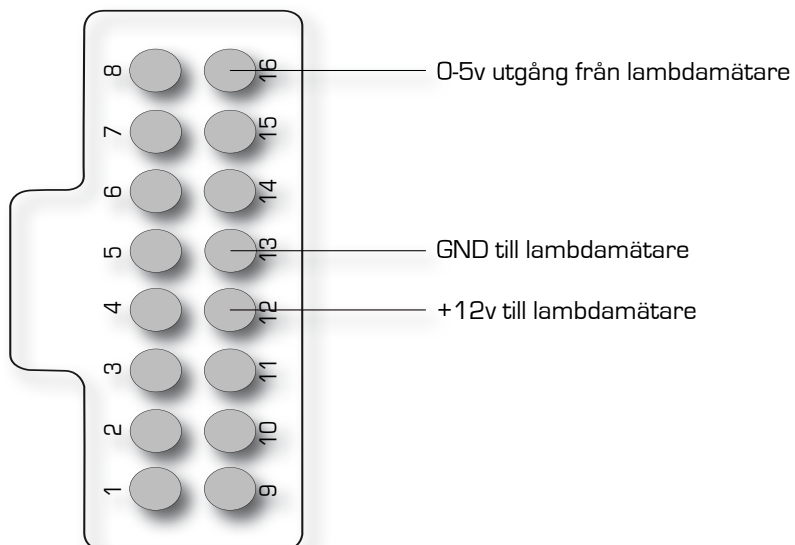 8 16 0-5v utgång från lambdamätare
7 15
6 14
5 13 GND till lambdamätare
4 12 +12v till lambdamätare
3 11
2 10
1 9